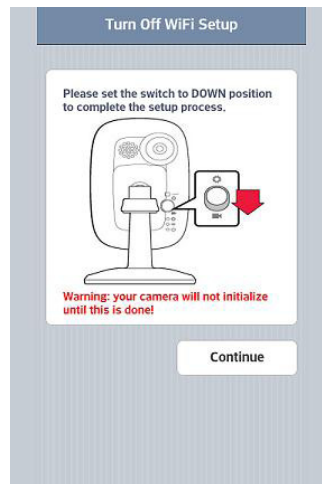 Turn Off WiFi Setup
Please set the switch to DOWN position
to complete the setup process.
Warning: your camera will not initialize
until this is done!
Continue